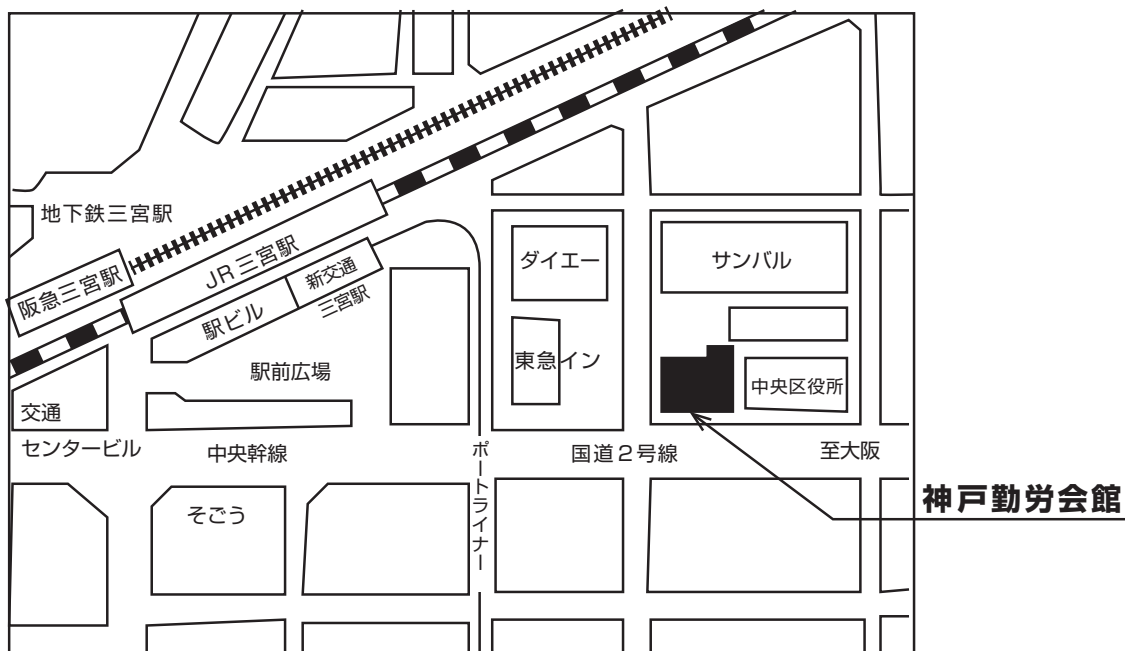 地下鉄三宮駅
阪急三宮駅
JR三宮駅
駅ビル
新交通
三宮駅
駅前広場
ダイエー
サンパル
東急イン
中央区役所
交通
センタービル
中央幹線
国道2号線
至大阪
ポートライナー
そごう
神戸勤労会館